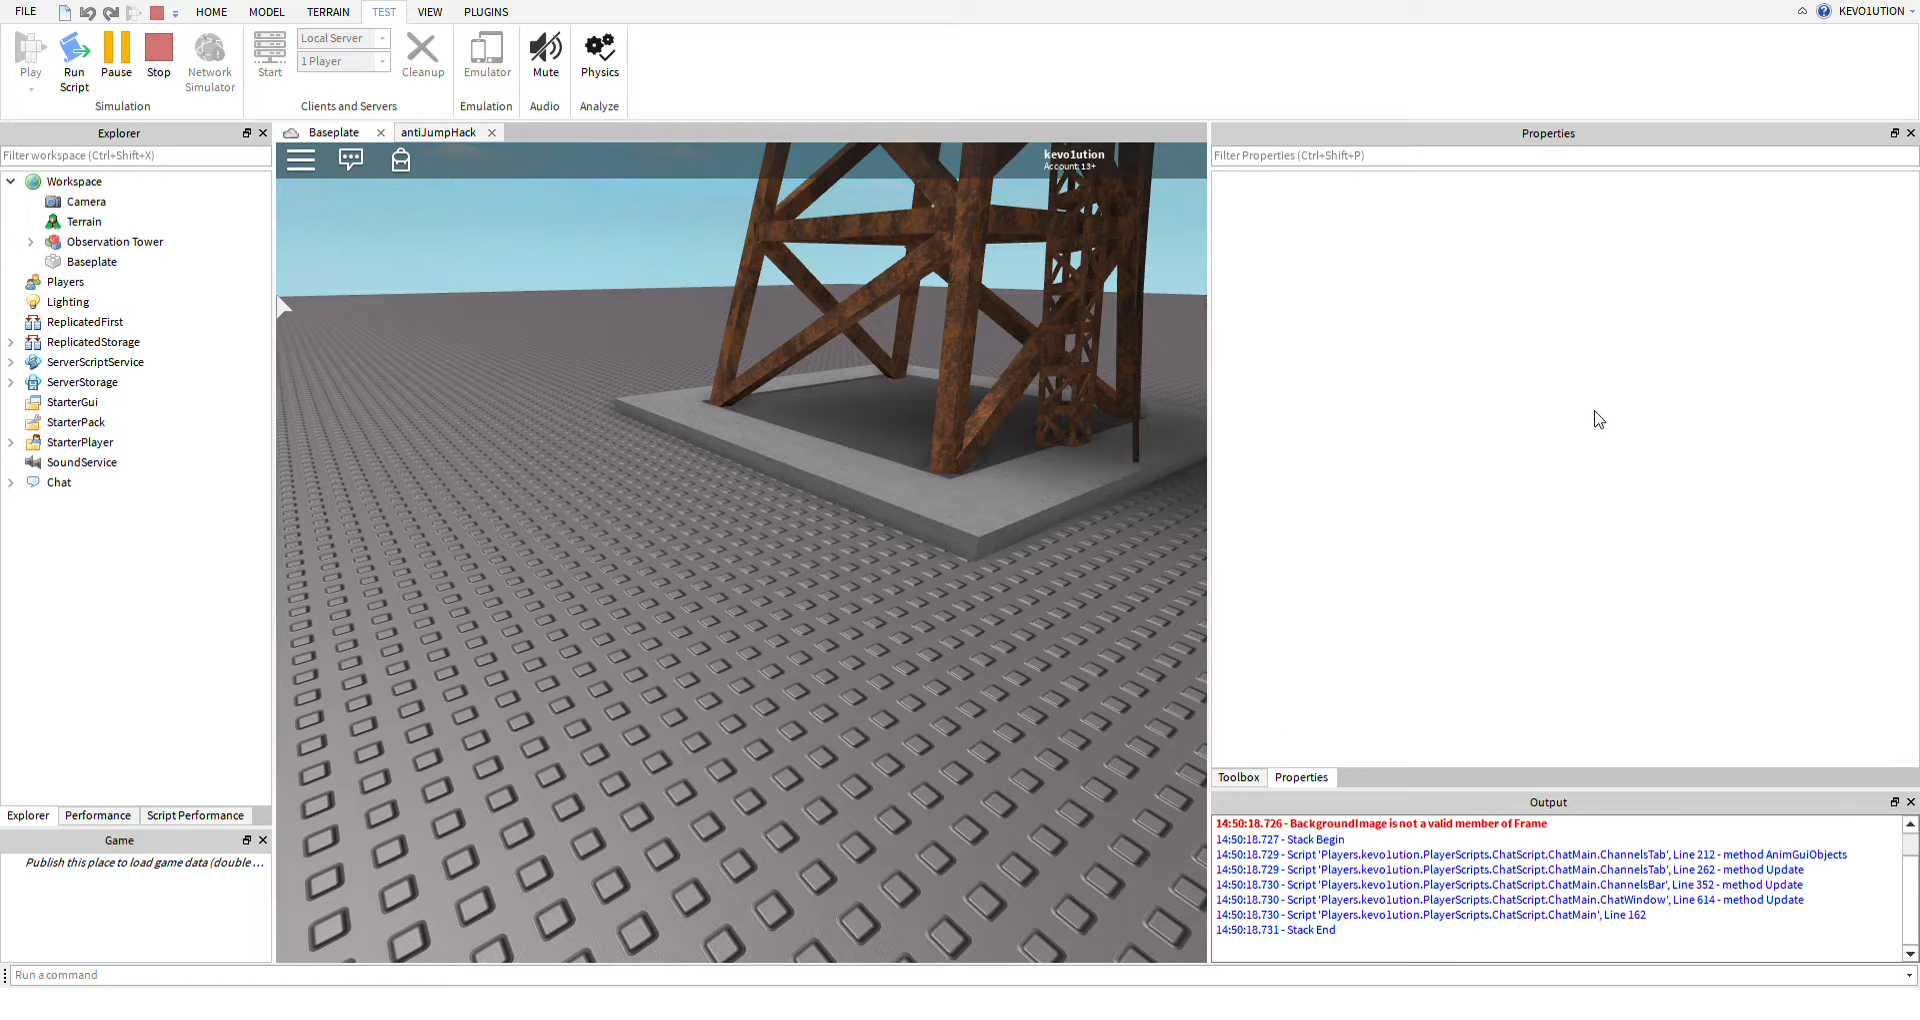 FILE HOME MODEL TERRAIN TEST VIEW PLUGINS KEVO1UTION
Play Run Script Pause Stop Network Simulator
Simulation
Local Server
1 Player
Start Cleanup
Clients and Servers
Emulator
Emulation
Mute
Audio
Physics
Analyze
Explorer
Filter workspace (Ctrl+Shift+X)
Workspace
Camera
Terrain
Observation Tower
Baseplate
Players
Lighting
ReplicatedFirst
ReplicatedStorage
ServerScriptService
ServerStorage
StarterGui
StarterPack
StarterPlayer
SoundService
Chat
Explorer Performance Script Performance
Game
Publish this place to load game data (double ...
Baseplate antiJumpHack
kevo1ution
Account: 13+
Properties
Filter Properties (Ctrl+Shift+P)
Toolbox Properties
Output
14:50:18.726 - BackgroundImage is not a valid member of Frame
14:50:18.727 - Stack Begin
14:50:18.729 - Script 'Players.kevo1ution.PlayerScripts.ChatScript.ChatMain.ChannelsTab', Line 212 - method AnimGuiObjects
14:50:18.729 - Script 'Players.kevo1ution.PlayerScripts.ChatScript.ChatMain.ChannelsTab', Line 262 - method Update
14:50:18.730 - Script 'Players.kevo1ution.PlayerScripts.ChatScript.ChatMain.ChannelsBar', Line 352 - method Update
14:50:18.730 - Script 'Players.kevo1ution.PlayerScripts.ChatScript.ChatMain.ChatWindow', Line 614 - method Update
14:50:18.730 - Script 'Players.kevo1ution.PlayerScripts.ChatScript.ChatMain', Line 162
14:50:18.731 - Stack End
Run a command